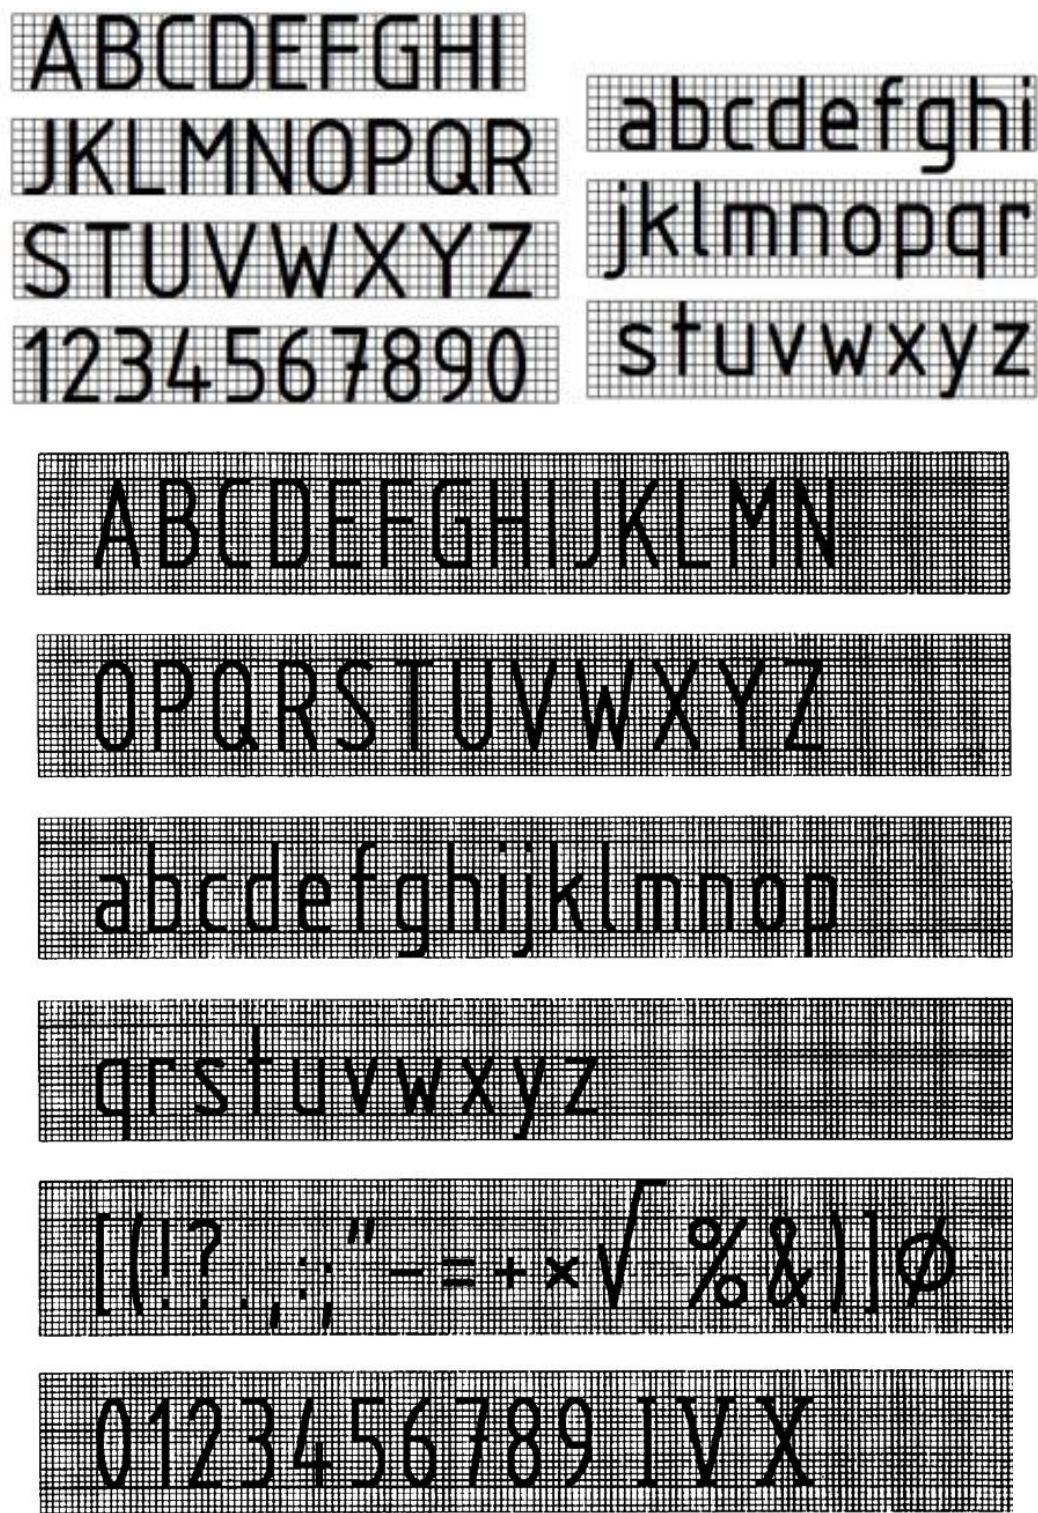 ABCDEFGHI
JKLMNOPQR
STUVWXYZ
1234567890
abcdefghi
jklmnopqr
stuvwxyz
ABCDEFGHIJKLMN
OPQRSTUVWXYZ
abcdefghijklmnop
qrstuvwxyz
[(!?.,:;"-=+×√%&)]ø
0123456789 IVX